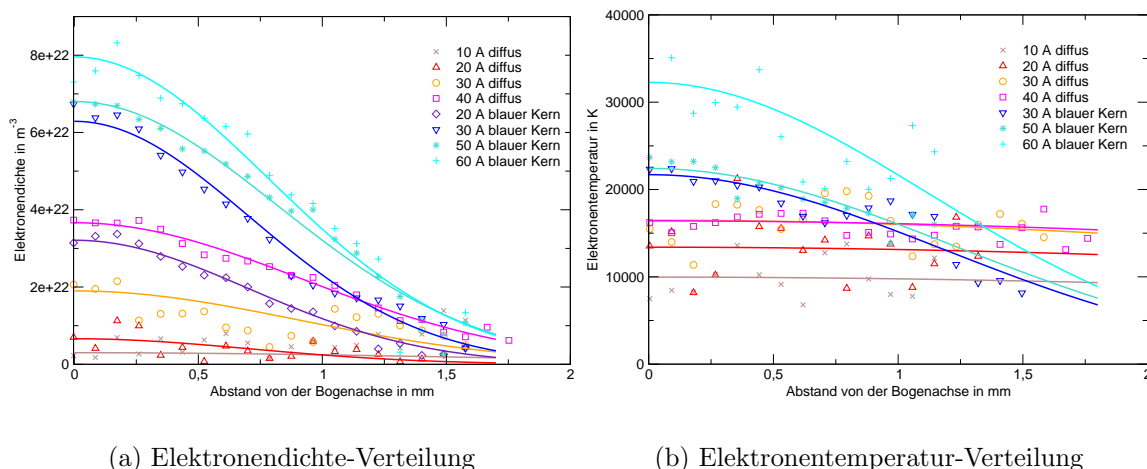 8e+22
6e+22
4e+22
2e+22
0
0
0,5
1
1,5
2
Elektronendichte in m⁻³
Abstand von der Bogenachse in mm
10 A diffus
20 A diffus
30 A diffus
40 A diffus
20 A blauer Kern
30 A blauer Kern
50 A blauer Kern
60 A blauer Kern
40000
30000
20000
10000
0
0
0,5
1
1,5
2
Elektronentemperatur in K
Abstand von der Bogenachse in mm
10 A diffus
20 A diffus
30 A diffus
40 A diffus
30 A blauer Kern
50 A blauer Kern
60 A blauer Kern
(a) Elektronendichte-Verteilung
(b) Elektronentemperatur-Verteilung